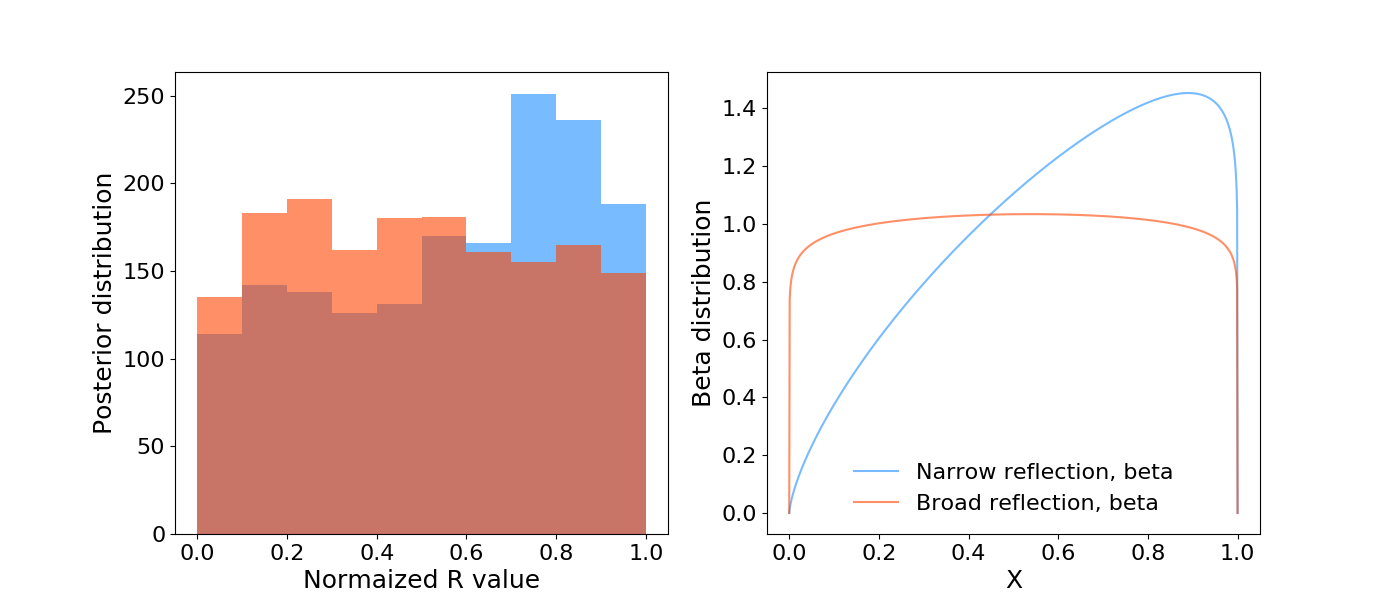 Posterior distribution
250
200
150
100
50
0
0.0 0.2 0.4 0.6 0.8 1.0
Normaized R value
Beta distribution
1.4
1.2
1.0
0.8
0.6
0.4
0.2
0.0
Narrow reflection, beta
Broad reflection, beta
0.0 0.2 0.4 0.6 0.8 1.0
X